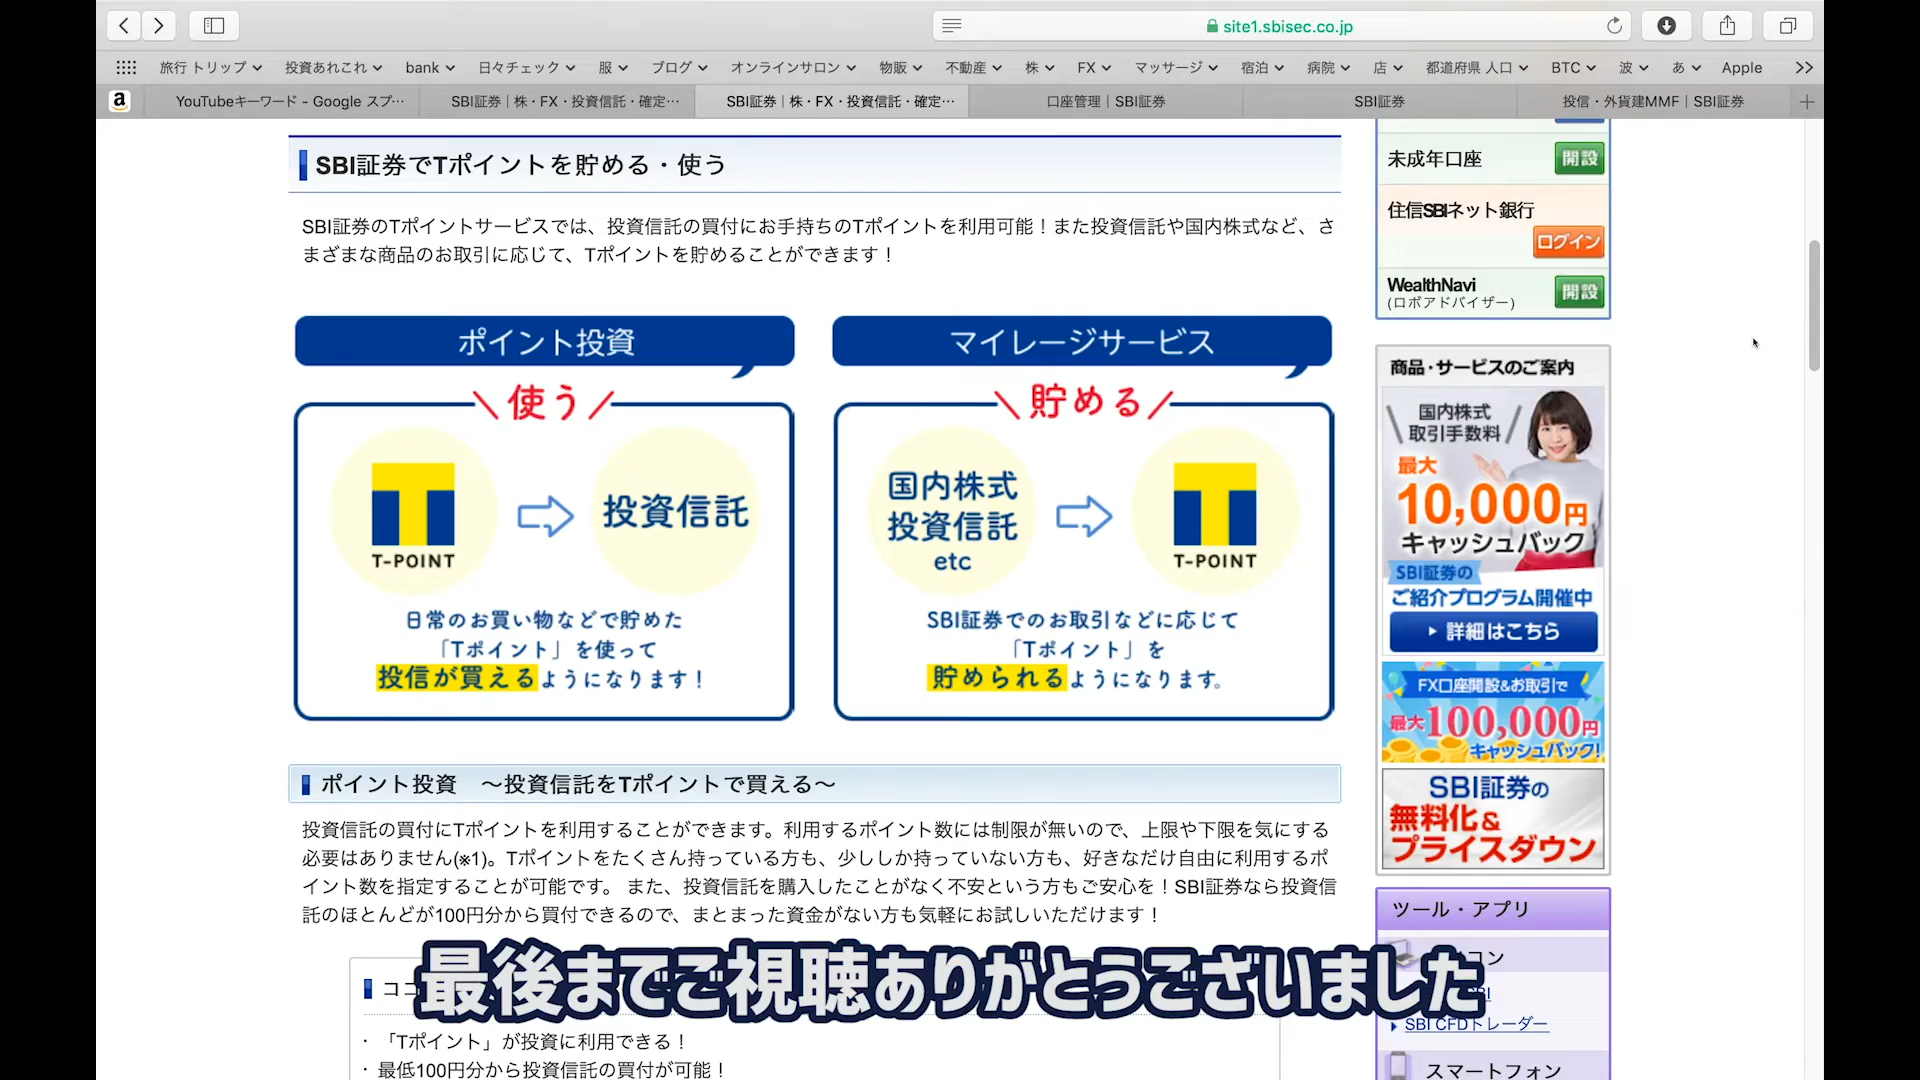 site1.sbisec.co.jp
旅行 トリップ 投資あれこれ bank 日々チェック 服 ブログ オンラインサロン 物販 不動産 株 FX マッサージ 宿泊 病院 店 都道府県 人口 BTC 波 あ Apple
a YouTubeキーワード - Google スプ… SBI証券｜株・FX・投資信託・確定… SBI証券｜株・FX・投資信託・確定… 口座管理｜SBI証券 SBI証券 投信・外貨建MMF｜SBI証券
SBI証券でTポイントを貯める・使う
SBI証券のTポイントサービスでは、投資信託の買付にお手持ちのTポイントを利用可能！また投資信託や国内株式など、さ
まざまな商品のお取引に応じて、Tポイントを貯めることができます！
ポイント投資
使う
T-POINT
投資信託
日常のお買い物などで貯めた
「Tポイント」を使って
投信が買えるようになります！
マイレージサービス
貯める
国内株式
投資信託
etc
T-POINT
SBI証券でのお取引などに応じて
「Tポイント」を
貯められるようになります。
ポイント投資　～投資信託をTポイントで買える～
投資信託の買付にTポイントを利用することができます。利用するポイント数には制限が無いので、上限や下限を気にする
必要はありません(※1)。Tポイントをたくさん持っている方も、少ししか持っていない方も、好きなだけ自由に利用するポ
イント数を指定することが可能です。 また、投資信託を購入したことがなく不安という方もご安心を！SBI証券なら投資信
託のほとんどが100円分から買付できるので、まとまった資金がない方も気軽にお試しいただけます！
ココ
・「Tポイント」が投資に利用できる！
・最低100円分から投資信託の買付が可能！
未成年口座 開設
住信SBIネット銀行
ログイン
WealthNavi
(ロボアドバイザー) 開設
商品・サービスのご案内
国内株式
取引手数料
最大
10,000円
キャッシュバック
SBI証券の
ご紹介プログラム開催中
詳細はこちら
FX口座開設&お取引で
最大100,000円
キャッシュバック!
SBI証券の
無料化&
プライスダウン
ツール・アプリ
コン
SBI
SBI CFDトレーダー
スマートフォン
最後までご視聴ありがとうございました